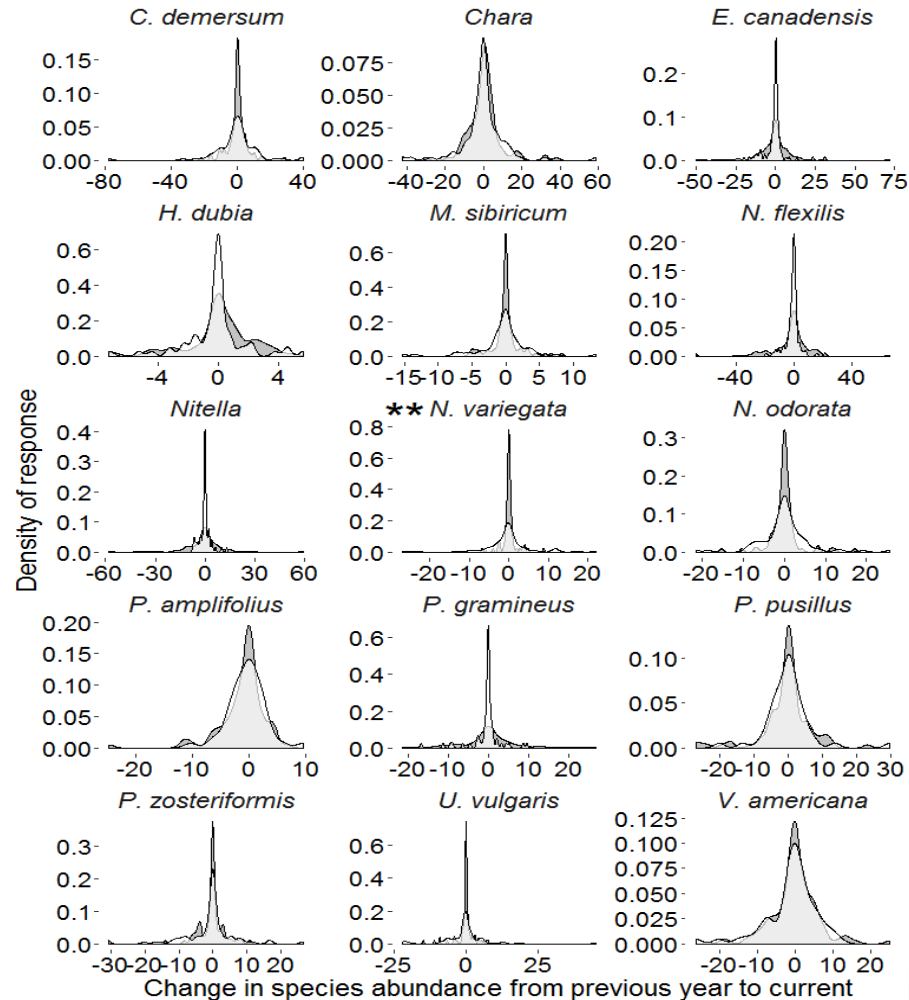 C. demersum Chara E. canadensis
0.15 0.10 0.05 0.00
0.075 0.050 0.025 0.000
0.2 0.1 0.0
-80 -40 0 40
-40 -20 0 20 40 60
-50 -25 0 25 50 75
H. dubia M. sibiricum N. flexilis
0.6 0.4 0.2 0.0
0.6 0.4 0.2 0.0
0.20 0.15 0.10 0.05 0.00
-4 0 4
-15 -10 -5 0 5 10
-40 0 40
Nitella ** N. variegata N. odorata
0.4 0.3 0.2 0.1 0.0
0.8 0.6 0.4 0.2 0.0
0.3 0.2 0.1 0.0
-60 -30 0 30 60
-20 -10 0 10 20
-20 -10 0 10 20
P. amplifolius P. gramineus P. pusillus
0.20 0.15 0.10 0.05 0.00
0.6 0.4 0.2 0.0
0.10 0.05 0.00
-20 -10 0 10
-20 -10 0 10 20
-20 -10 0 10 20 30
P. zosteriformis U. vulgaris V. americana
0.3 0.2 0.1 0.0
0.6 0.4 0.2 0.0
0.125 0.100 0.075 0.050 0.025 0.000
-30 -20 -10 0 10 20
-25 0 25
-20 -10 0 10 20
Density of response
Change in species abundance from previous year to current